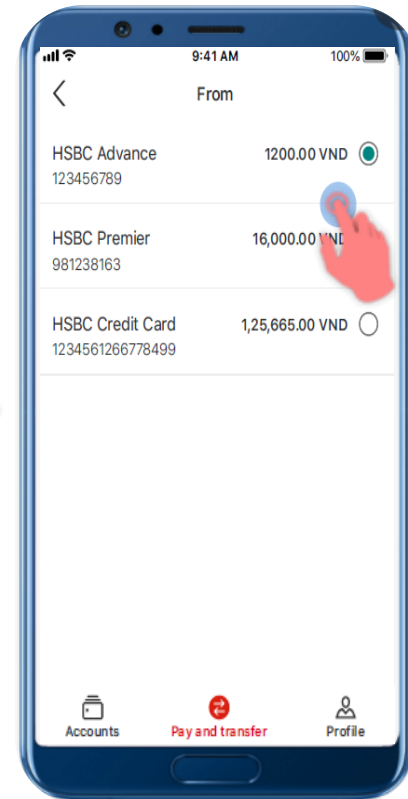 9:41 AM
100%
From
HSBC Advance 1200.00 VND
123456789
HSBC Premier 16,000.00 VND
981238163
HSBC Credit Card 1,25,665.00 VND
1234561266778499
Accounts Pay and transfer Profile